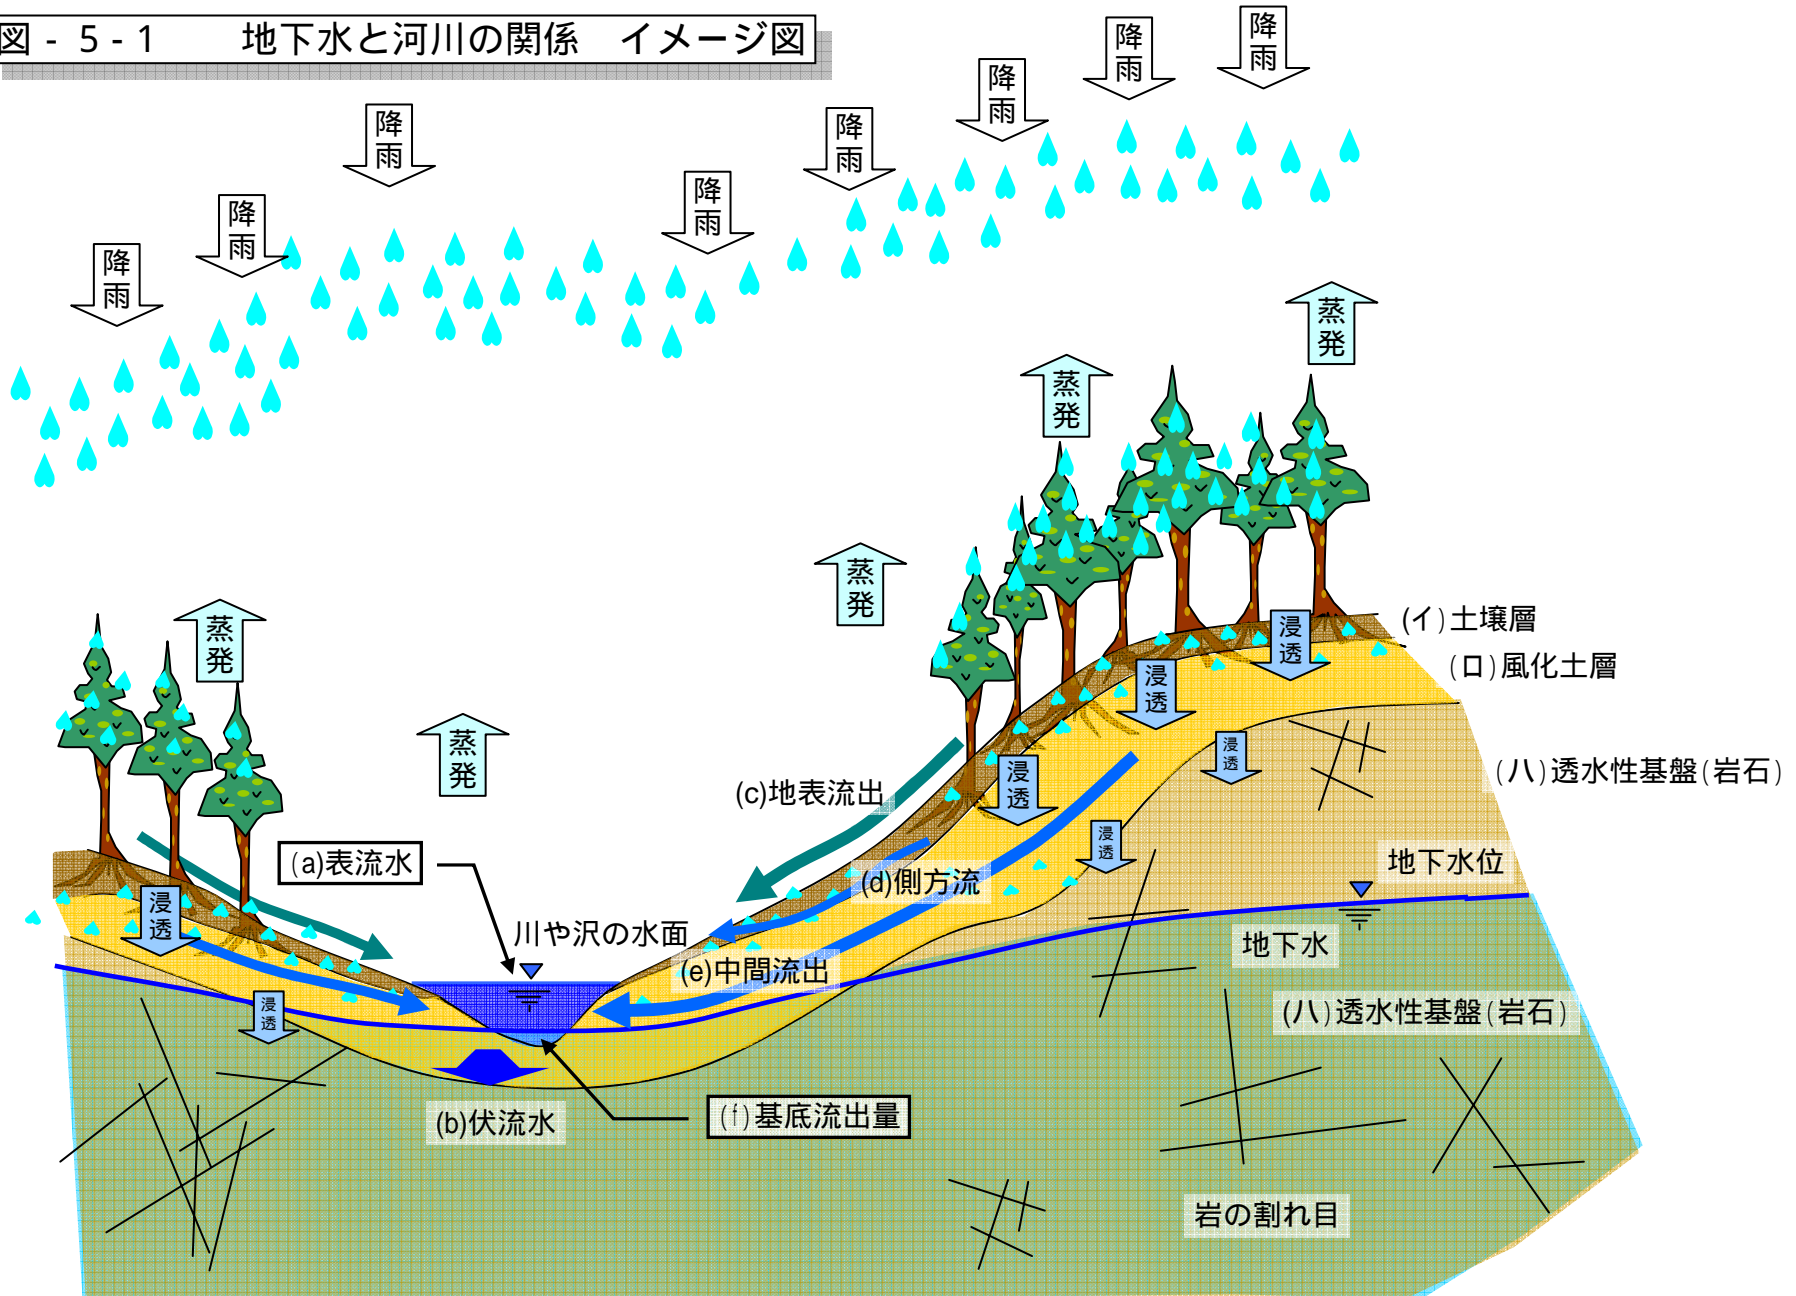 図-5-1　地下水と河川の関係　イメージ図
降雨
降雨
降雨
降雨
降雨
降雨
降雨
降雨
蒸発
蒸発
蒸発
蒸発
蒸発
(イ)土壌層
(ロ)風化土層
(ハ)透水性基盤(岩石)
浸透
浸透
浸透
浸透
浸透
浸透
浸透
(c)地表流出
(a)表流水
(d)側方流
川や沢の水面
(e)中間流出
地下水位
地下水
(ハ)透水性基盤(岩石)
(b)伏流水
(f)基底流出量
岩の割れ目